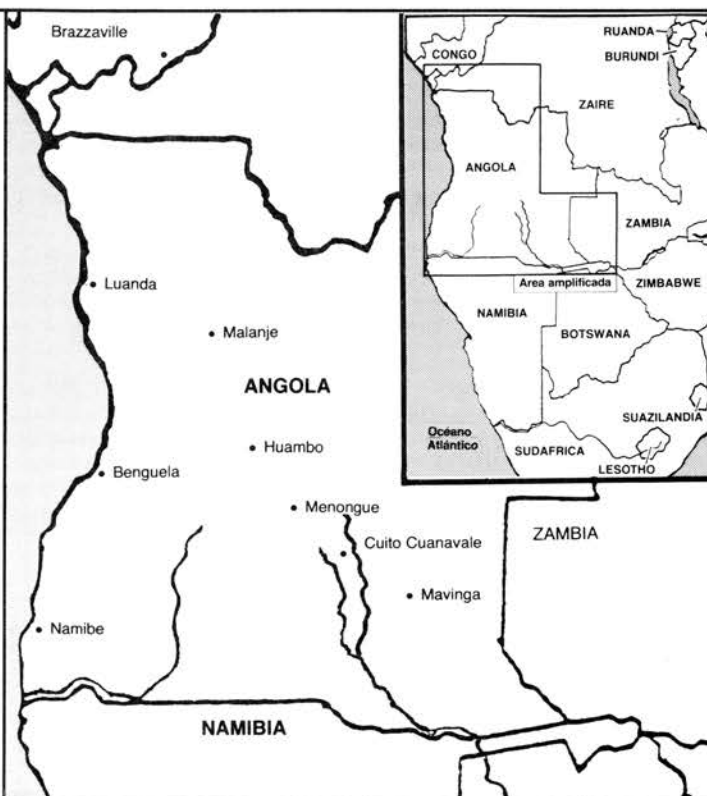 Brazzaville
Luanda
Malanje
ANGOLA
Huambo
Benguela
Menongue
Cuito Cuanavale
ZAMBIA
Mavinga
Namibe
NAMIBIA
RUANDA
CONGO
BURUNDI
ZAIRE
ANGOLA
ZAMBIA
Area amplificada
ZIMBABWE
NAMIBIA
BOTSWANA
SUAZILANDIA
Océano
Atlántico
SUDAFRICA
LESOTHO